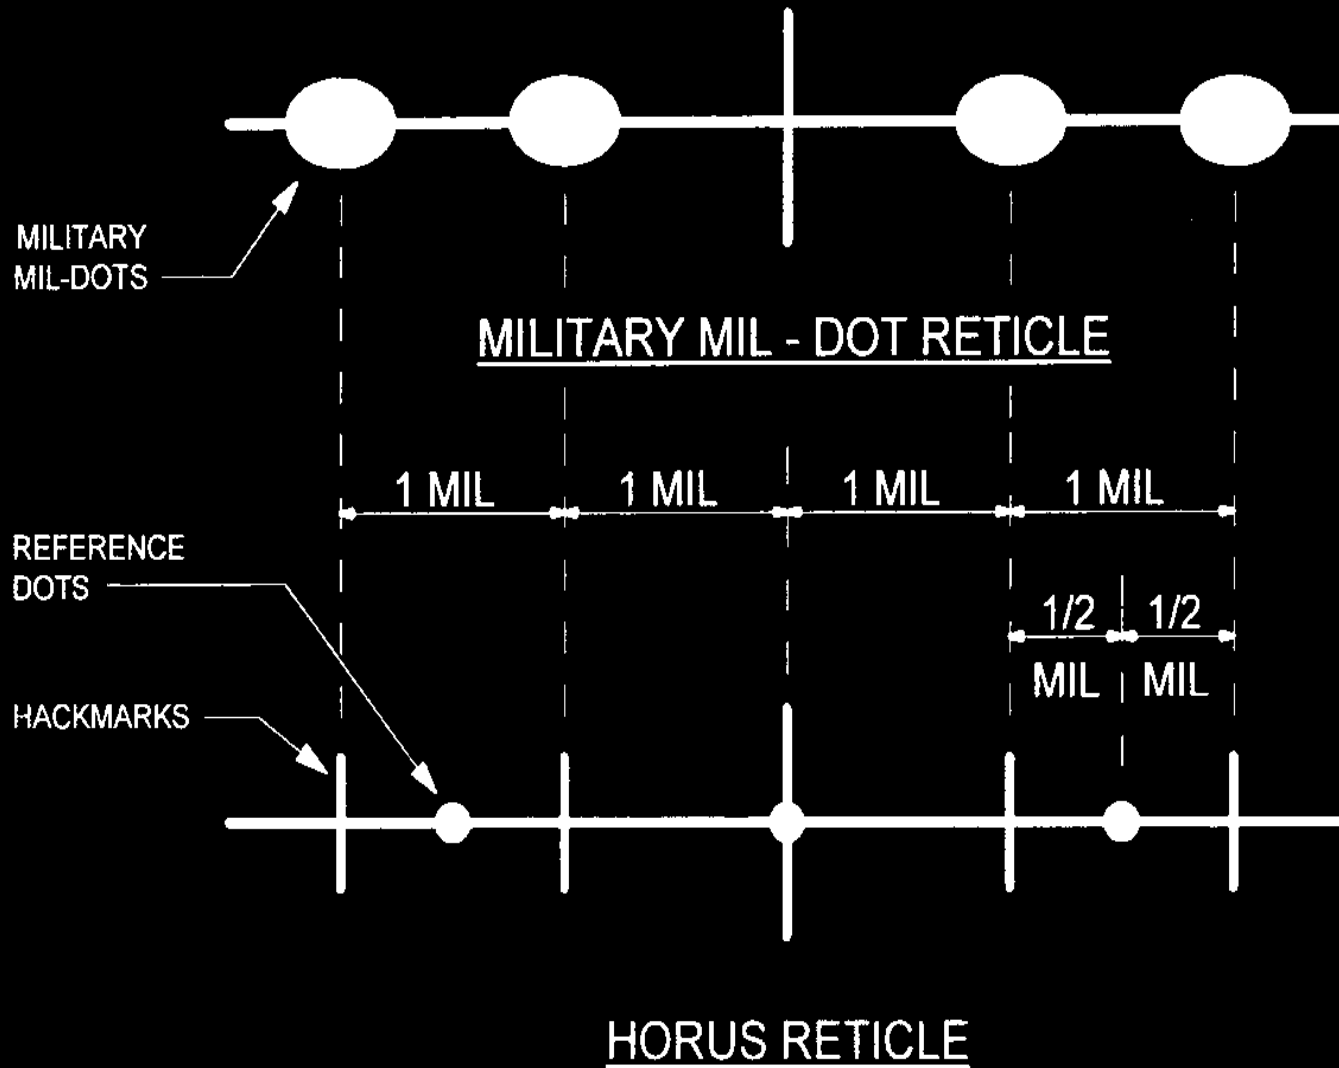 MILITARY
MIL-DOTS
MILITARY MIL - DOT RETICLE
1 MIL
1 MIL
1 MIL
1 MIL
REFERENCE
DOTS
1/2
1/2
MIL
MIL
HACKMARKS
HORUS RETICLE